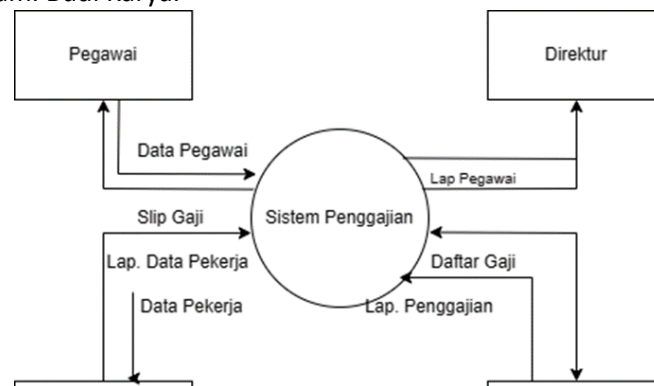 Pegawai
Direktur
Data Pegawai
Lap Pegawai
Slip Gaji
Sistem Penggajian
Lap. Data Pekerja
Daftar Gaji
Data Pekerja
Lap. Penggajian